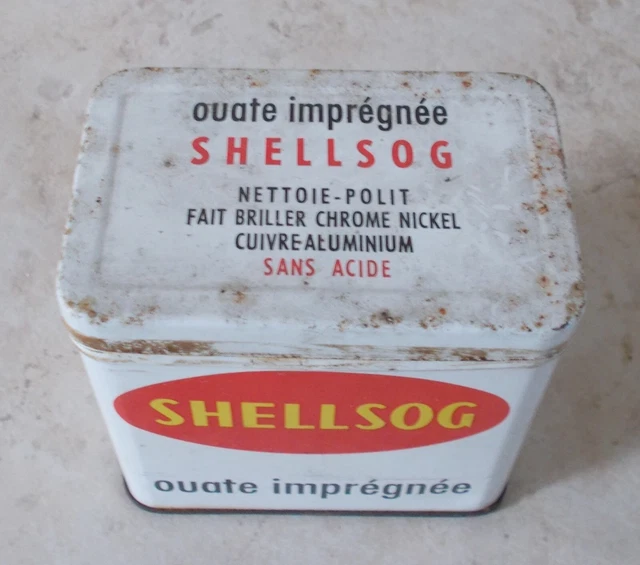 ouate imprégnée
SHELLSOG
NETTOIE-POLIT
FAIT BRILLER CHROME NICKEL
CUIVRE-ALUMINIUM
SANS ACIDE
SHELLSOG
ouate imprégnée